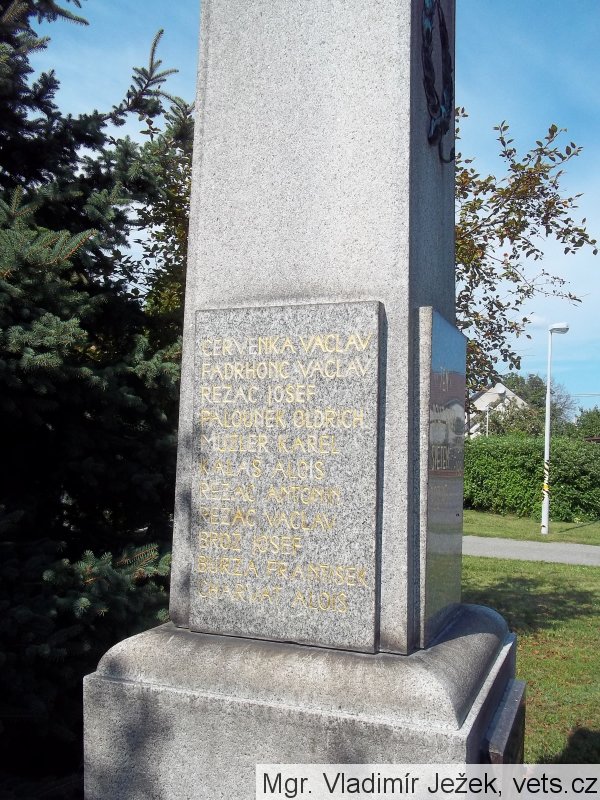 ČERVENKA VÁCLAV
FADRHONC VÁCLAV
ŘEZÁČ JOSEF
PALOUNEK OLDŘICH
MUZLER KAREL
KALAŠ ALOIS
ŘEZÁČ ANTONÍN
ŘEZÁČ VÁCLAV
BROŽ JOSEF
BURZA FRANTIŠEK
CHARVÁT ALOIS
Mgr. Vladimír Ježek, vets.cz